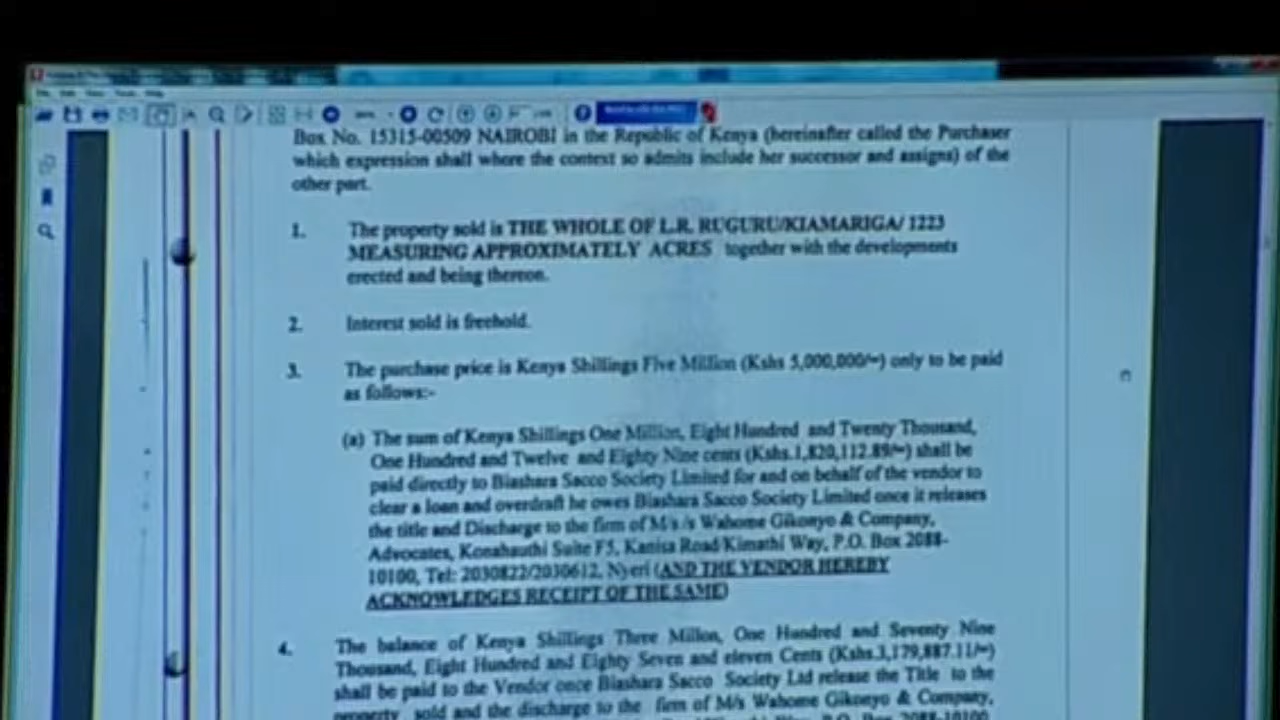 Box No. 15315-00509 NAIROBI in the Republic of Kenya (hereinafter called the Purchaser
which expression shall where the context so admits include her successor and assigns) of the
other part.
1. The property sold is THE WHOLE OF L.R. RUGURU/KIAMARIGA/ 1223
MEASURING APPROXIMATELY ACRES together with the developments
erected and being thereon.
2. Interest sold is freehold.
3. The purchase price is Kenya Shillings Five Million (Kshs 5,000,000/=) only to be paid
as follows:-
(a) The sum of Kenya Shillings One Million, Eight Hundred and Twenty Thousand,
One Hundred and Twelve and Eighty Nine cents (Kshs.1,820,112.89/=) shall be
paid directly to Biashara Sacco Society Limited for and on behalf of the vendor to
clear a loan and overdraft he owes Biashara Sacco Society Limited once it releases
the title and Discharge to the firm of M/s /s Wahome Gikonyo & Company,
Advocates, Konahauthi Suite F5, Kanisa Road/Kimathi Way, P.O. Box 2088-
10100, Tel: 2030822/2030612, Nyeri (AND THE VENDOR HEREBY
ACKNOWLEDGES RECEIPT OF THE SAME)
4. The balance of Kenya Shillings Three Millon, One Hundred and Seventy Nine
Thousand, Eight Hundred and Eighty Seven and eleven Cents (Kshs.3,179,887.11/=)
shall be paid to the Vendor once Biashara Sacco Society Ltd release the Title to the
property sold and the discharge to the firm of M/s Wahome Gikonyo & Company,
P.O. Box 2088-10100